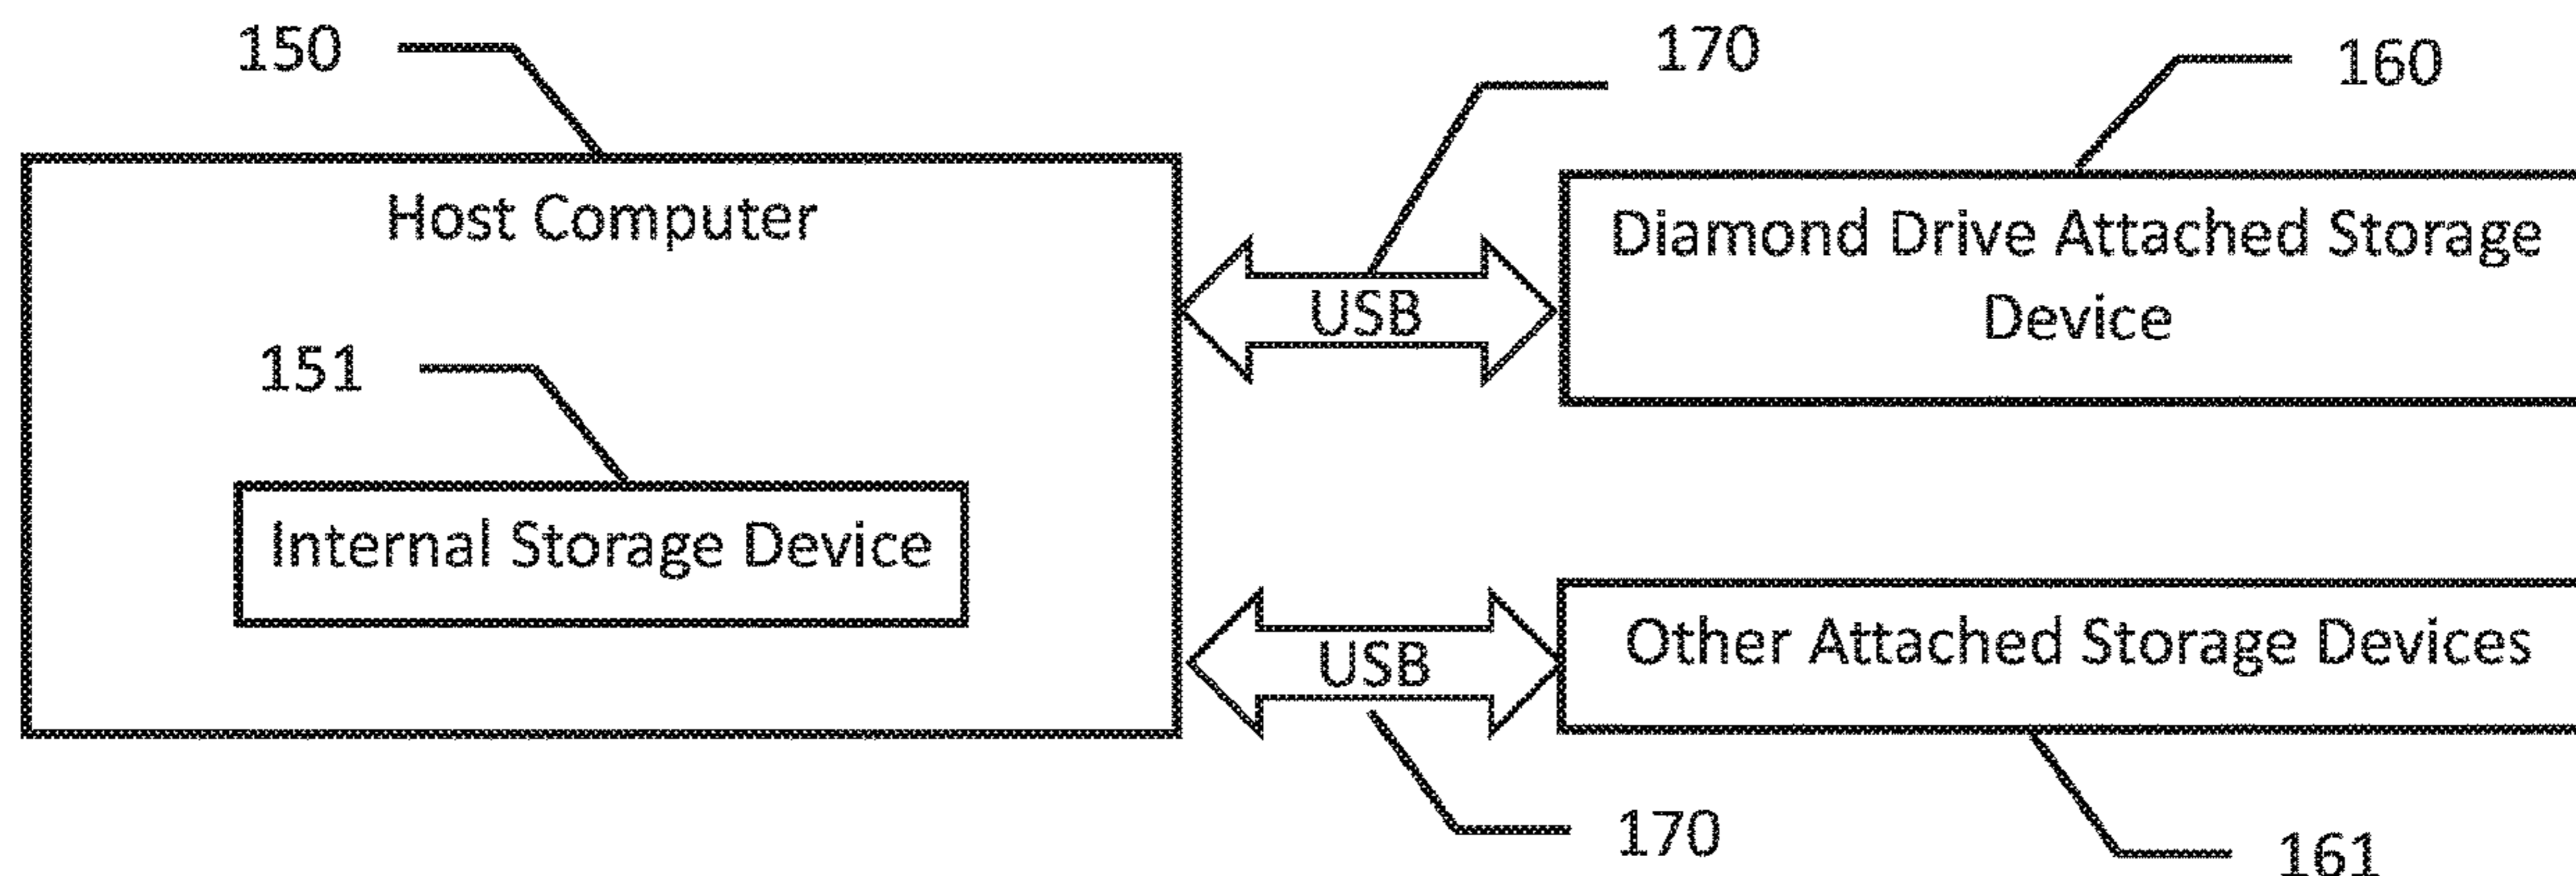 150
170
160
Host Computer
Diamond Drive Attached Storage
Device
USB
151
Internal Storage Device
Other Attached Storage Devices
USB
170
161